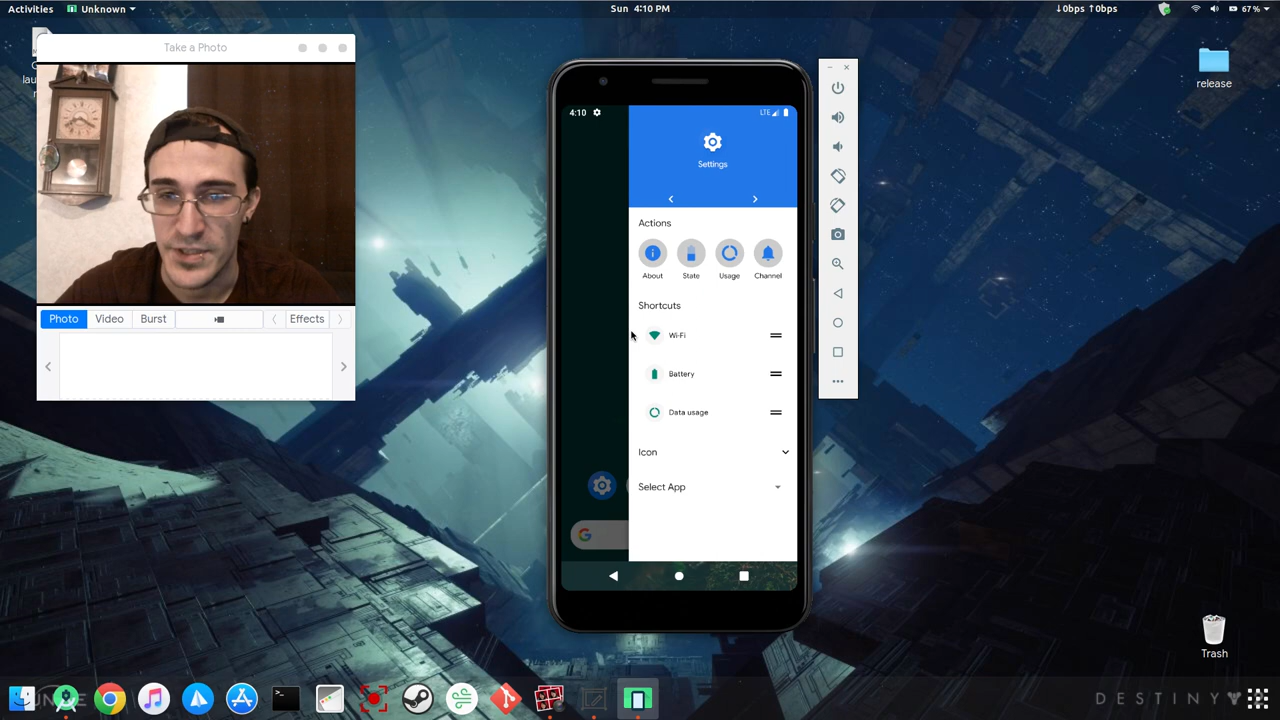 Activities
Unknown
Sun 4:10 PM
↓0bps ↑0bps
67 %
Take a Photo
Photo
Video
Burst
Effects
4:10
LTE
Settings
Actions
About
State
Usage
Channel
Shortcuts
Wi-Fi
Battery
Data usage
Icon
Select App
release
Trash
DESTINY